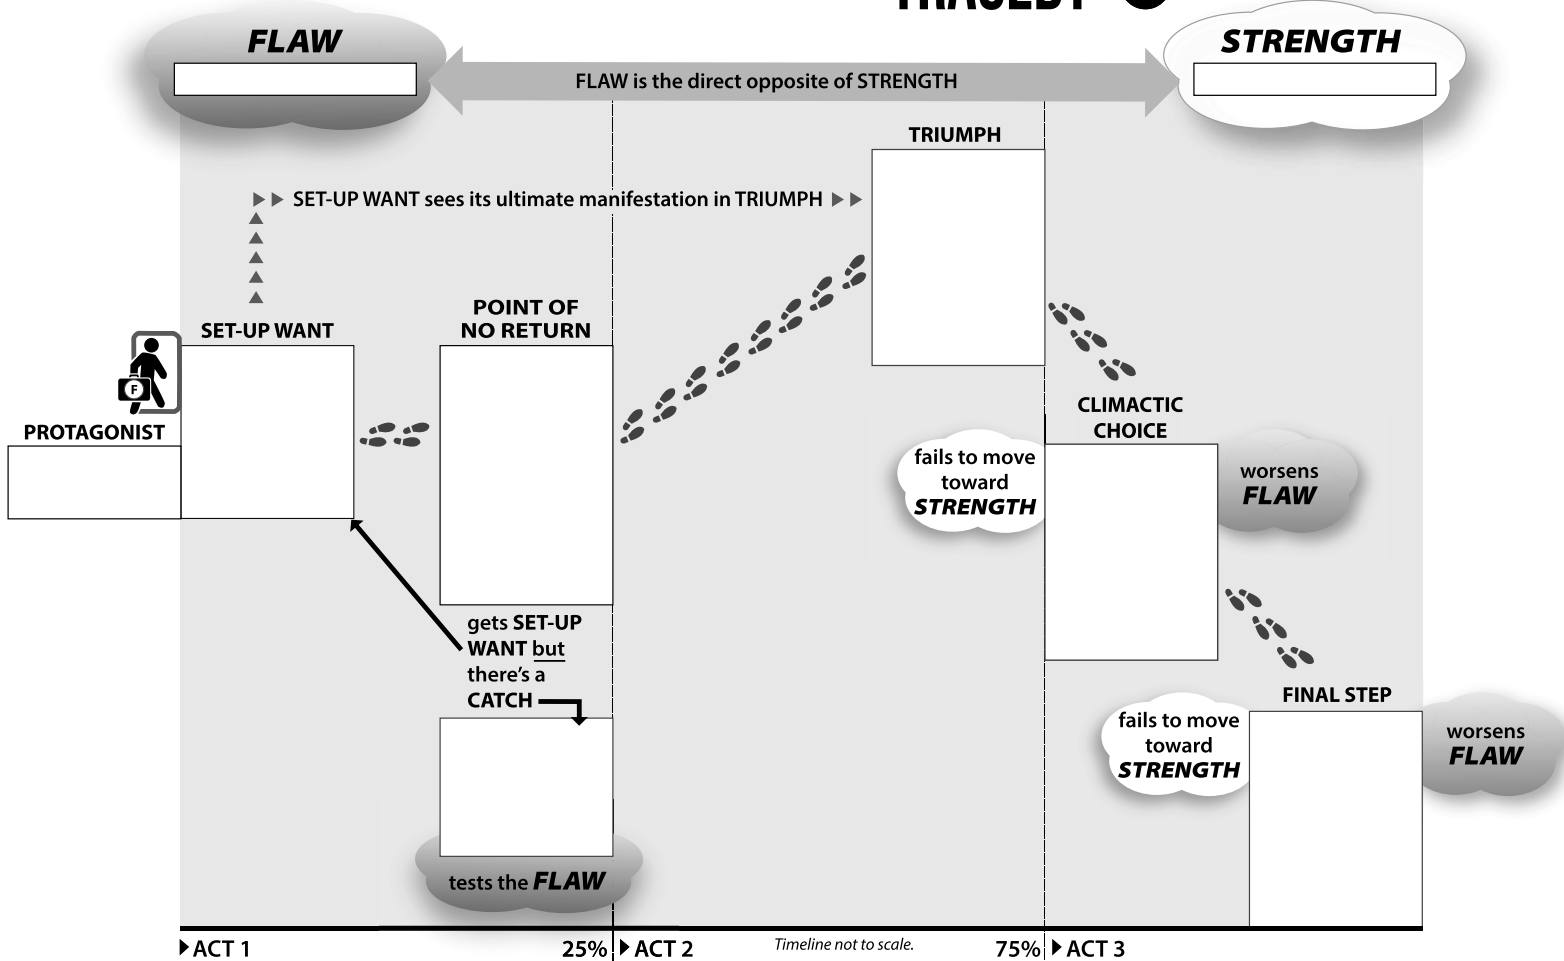 TRAGEDY
FLAW
STRENGTH
FLAW is the direct opposite of STRENGTH
TRIUMPH
SET-UP WANT sees its ultimate manifestation in TRIUMPH
POINT OF
NO RETURN
SET-UP WANT
F
PROTAGONIST
CLIMACTIC
CHOICE
fails to move
toward
STRENGTH
worsens
FLAW
gets SET-UP
WANT but
there's a
CATCH
FINAL STEP
fails to move
toward
STRENGTH
worsens
FLAW
tests the FLAW
ACT 1
25%
ACT 2
Timeline not to scale.
75%
ACT 3